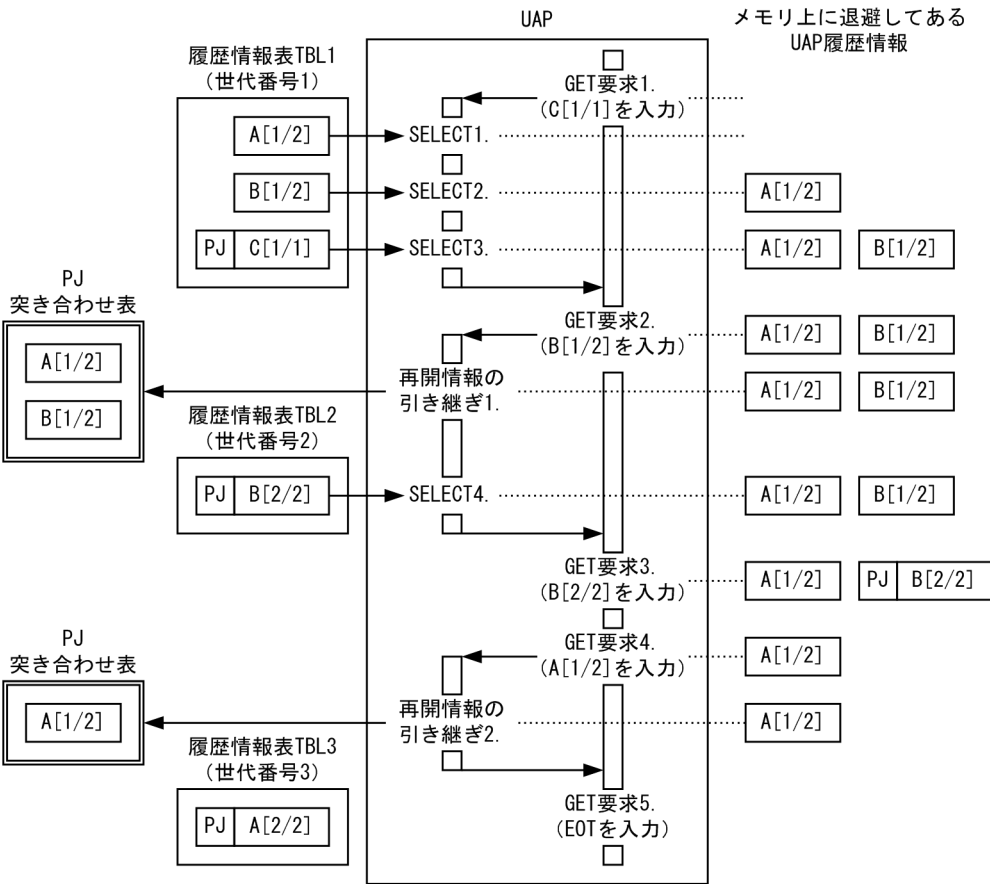 UAP
メモリ上に退避してある
UAP履歴情報
履歴情報表TBL1
(世代番号1)
GET要求1.
(C[1/1]を入力)
A[1/2]
SELECT1.
B[1/2]
SELECT2.
A[1/2]
PJ C[1/1]
SELECT3.
A[1/2] B[1/2]
PJ
突き合わせ表
GET要求2.
(B[1/2]を入力)
A[1/2] B[1/2]
A[1/2]
B[1/2]
再開情報の
引き継ぎ1.
A[1/2] B[1/2]
履歴情報表TBL2
(世代番号2)
PJ B[2/2]
SELECT4.
A[1/2] B[1/2]
GET要求3.
(B[2/2]を入力)
A[1/2] PJ B[2/2]
PJ
突き合わせ表
GET要求4.
(A[1/2]を入力)
A[1/2]
A[1/2]
再開情報の
引き継ぎ2.
A[1/2]
履歴情報表TBL3
(世代番号3)
PJ A[2/2]
GET要求5.
(EOTを入力)